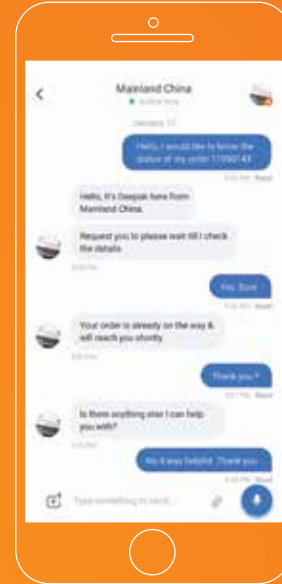 Mainland China
Active Now
January 17
Hello, I would like to know the
status of my order 11930143
Read
Hello, It's Deepak here from
Mainland China.
Request you to please wait till I check
the details.
Yes, Sure
Read
Your order is already on the way &
will reach you shortly.
Thank you
Read
Is there anything else I can help
you with?
No it was helpful. Thank you
Read
Type something to send...